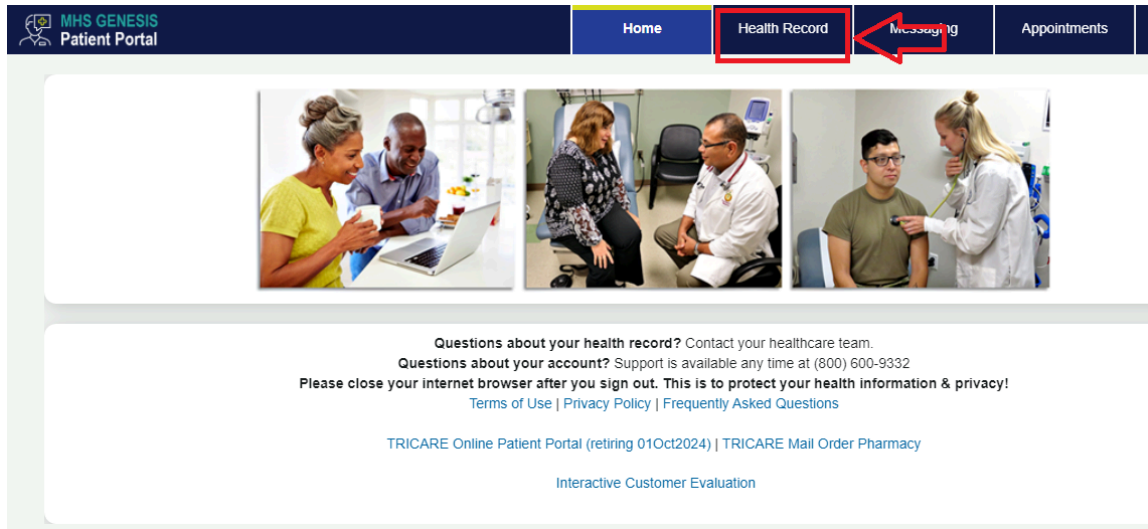 MHS GENESIS
Patient Portal
Home
Health Record
Messaging
Appointments
Questions about your health record? Contact your healthcare team.
Questions about your account? Support is available any time at (800) 600-9332
Please close your internet browser after you sign out. This is to protect your health information & privacy!
Terms of Use | Privacy Policy | Frequently Asked Questions
TRICARE Online Patient Portal (retiring 01Oct2024) | TRICARE Mail Order Pharmacy
Interactive Customer Evaluation